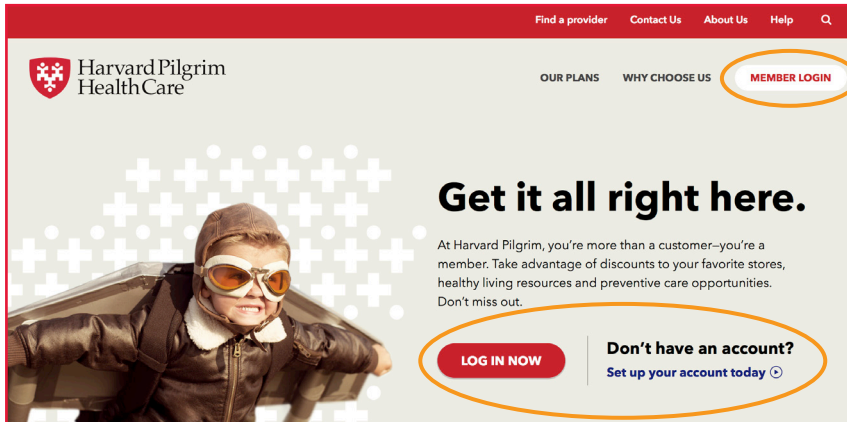 Find a provider Contact Us About Us Help
Harvard Pilgrim
HealthCare
OUR PLANS WHY CHOOSE US MEMBER LOGIN
Get it all right here.
At Harvard Pilgrim, you're more than a customer—you're a
member. Take advantage of discounts to your favorite stores,
healthy living resources and preventive care opportunities.
Don't miss out.
LOG IN NOW
Don't have an account?
Set up your account today